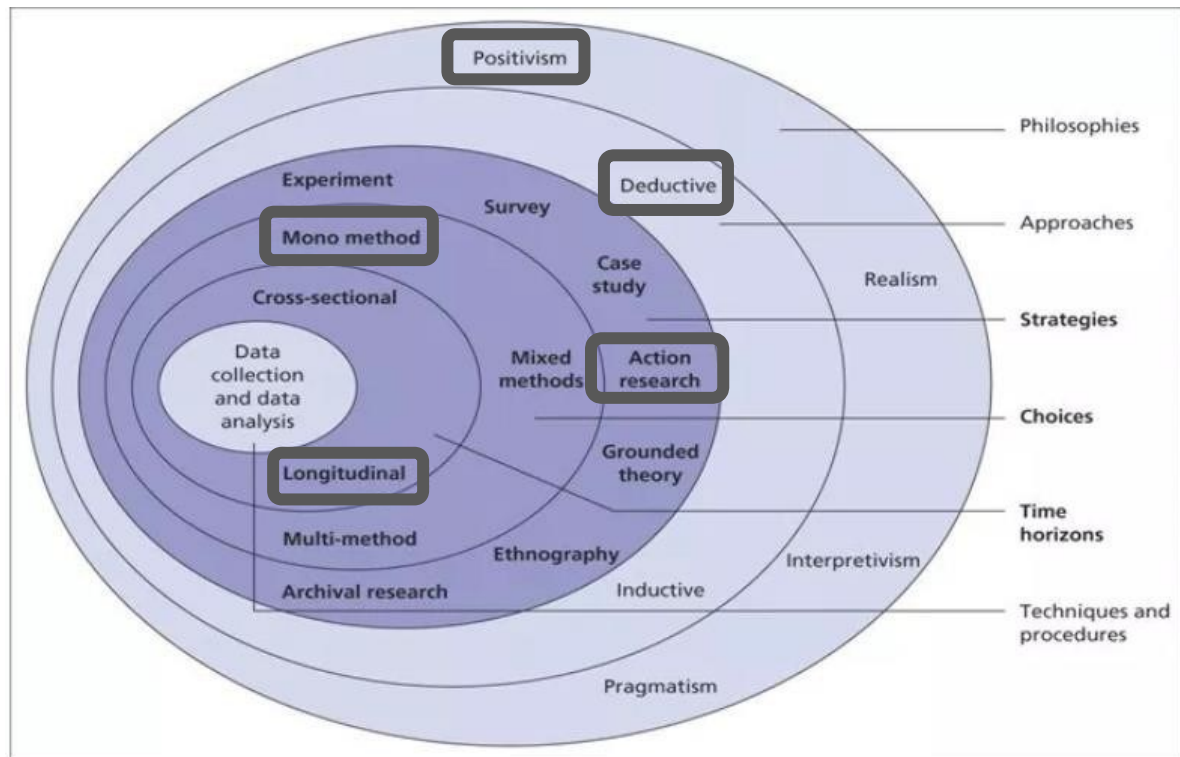 Positivism
Philosophies
Experiment
Deductive
Survey
Approaches
Mono method
Case
study
Realism
Cross-sectional
Strategies
Data
collection
and data
analysis
Mixed
methods
Action
research
Choices
Longitudinal
Grounded
theory
Time
horizons
Multi-method
Ethnography
Interpretivism
Archival research
Inductive
Techniques and
procedures
Pragmatism